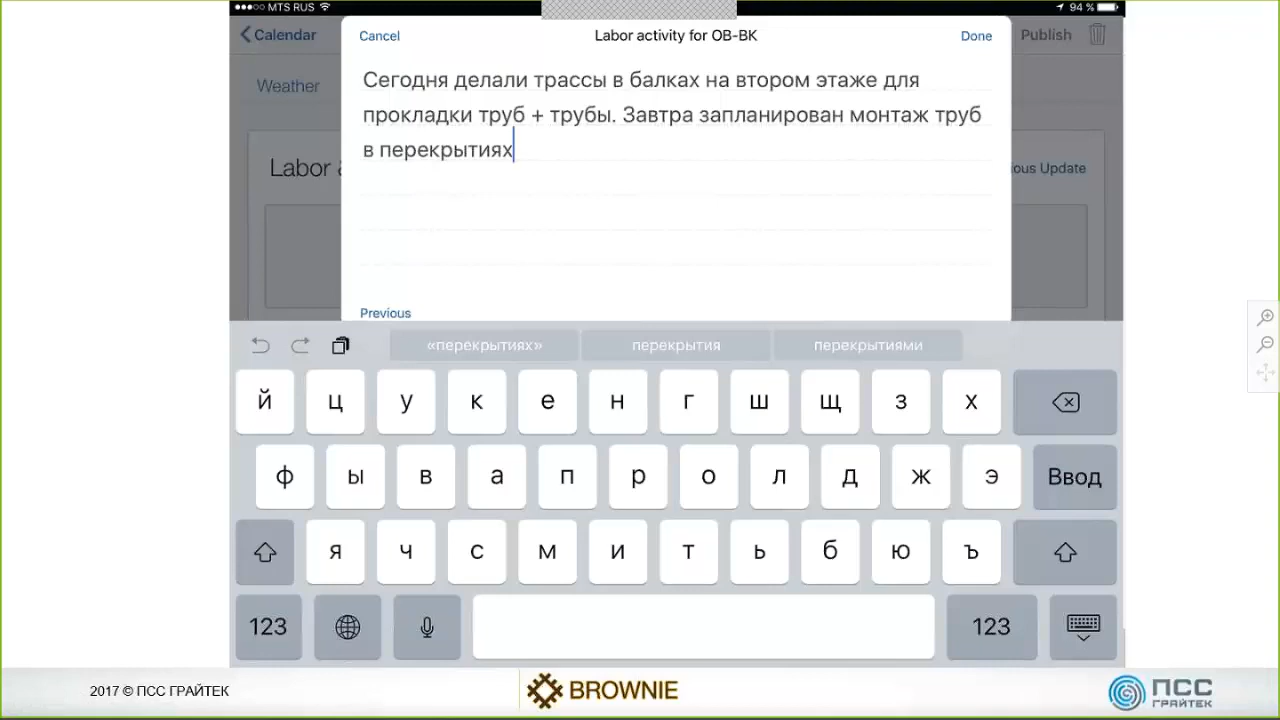 MTS RUS
94 %
Calendar
Cancel
Labor activity for ОВ-ВК
Done
Publish
Weather
Сегодня делали трассы в балках на втором этаже для
прокладки труб + трубы. Завтра запланирован монтаж труб
в перекрытиях
Labor
ious Update
Previous
«перекрытиях»
перекрытия
перекрытиями
й ц у к е н г ш щ з х
ф ы в а п р о л д ж э Ввод
я ч с м и т ь б ю ъ
123 123
2017 © ПСС ГРАЙТЕК
BROWNIE
ПСС
ГРАЙТЕК